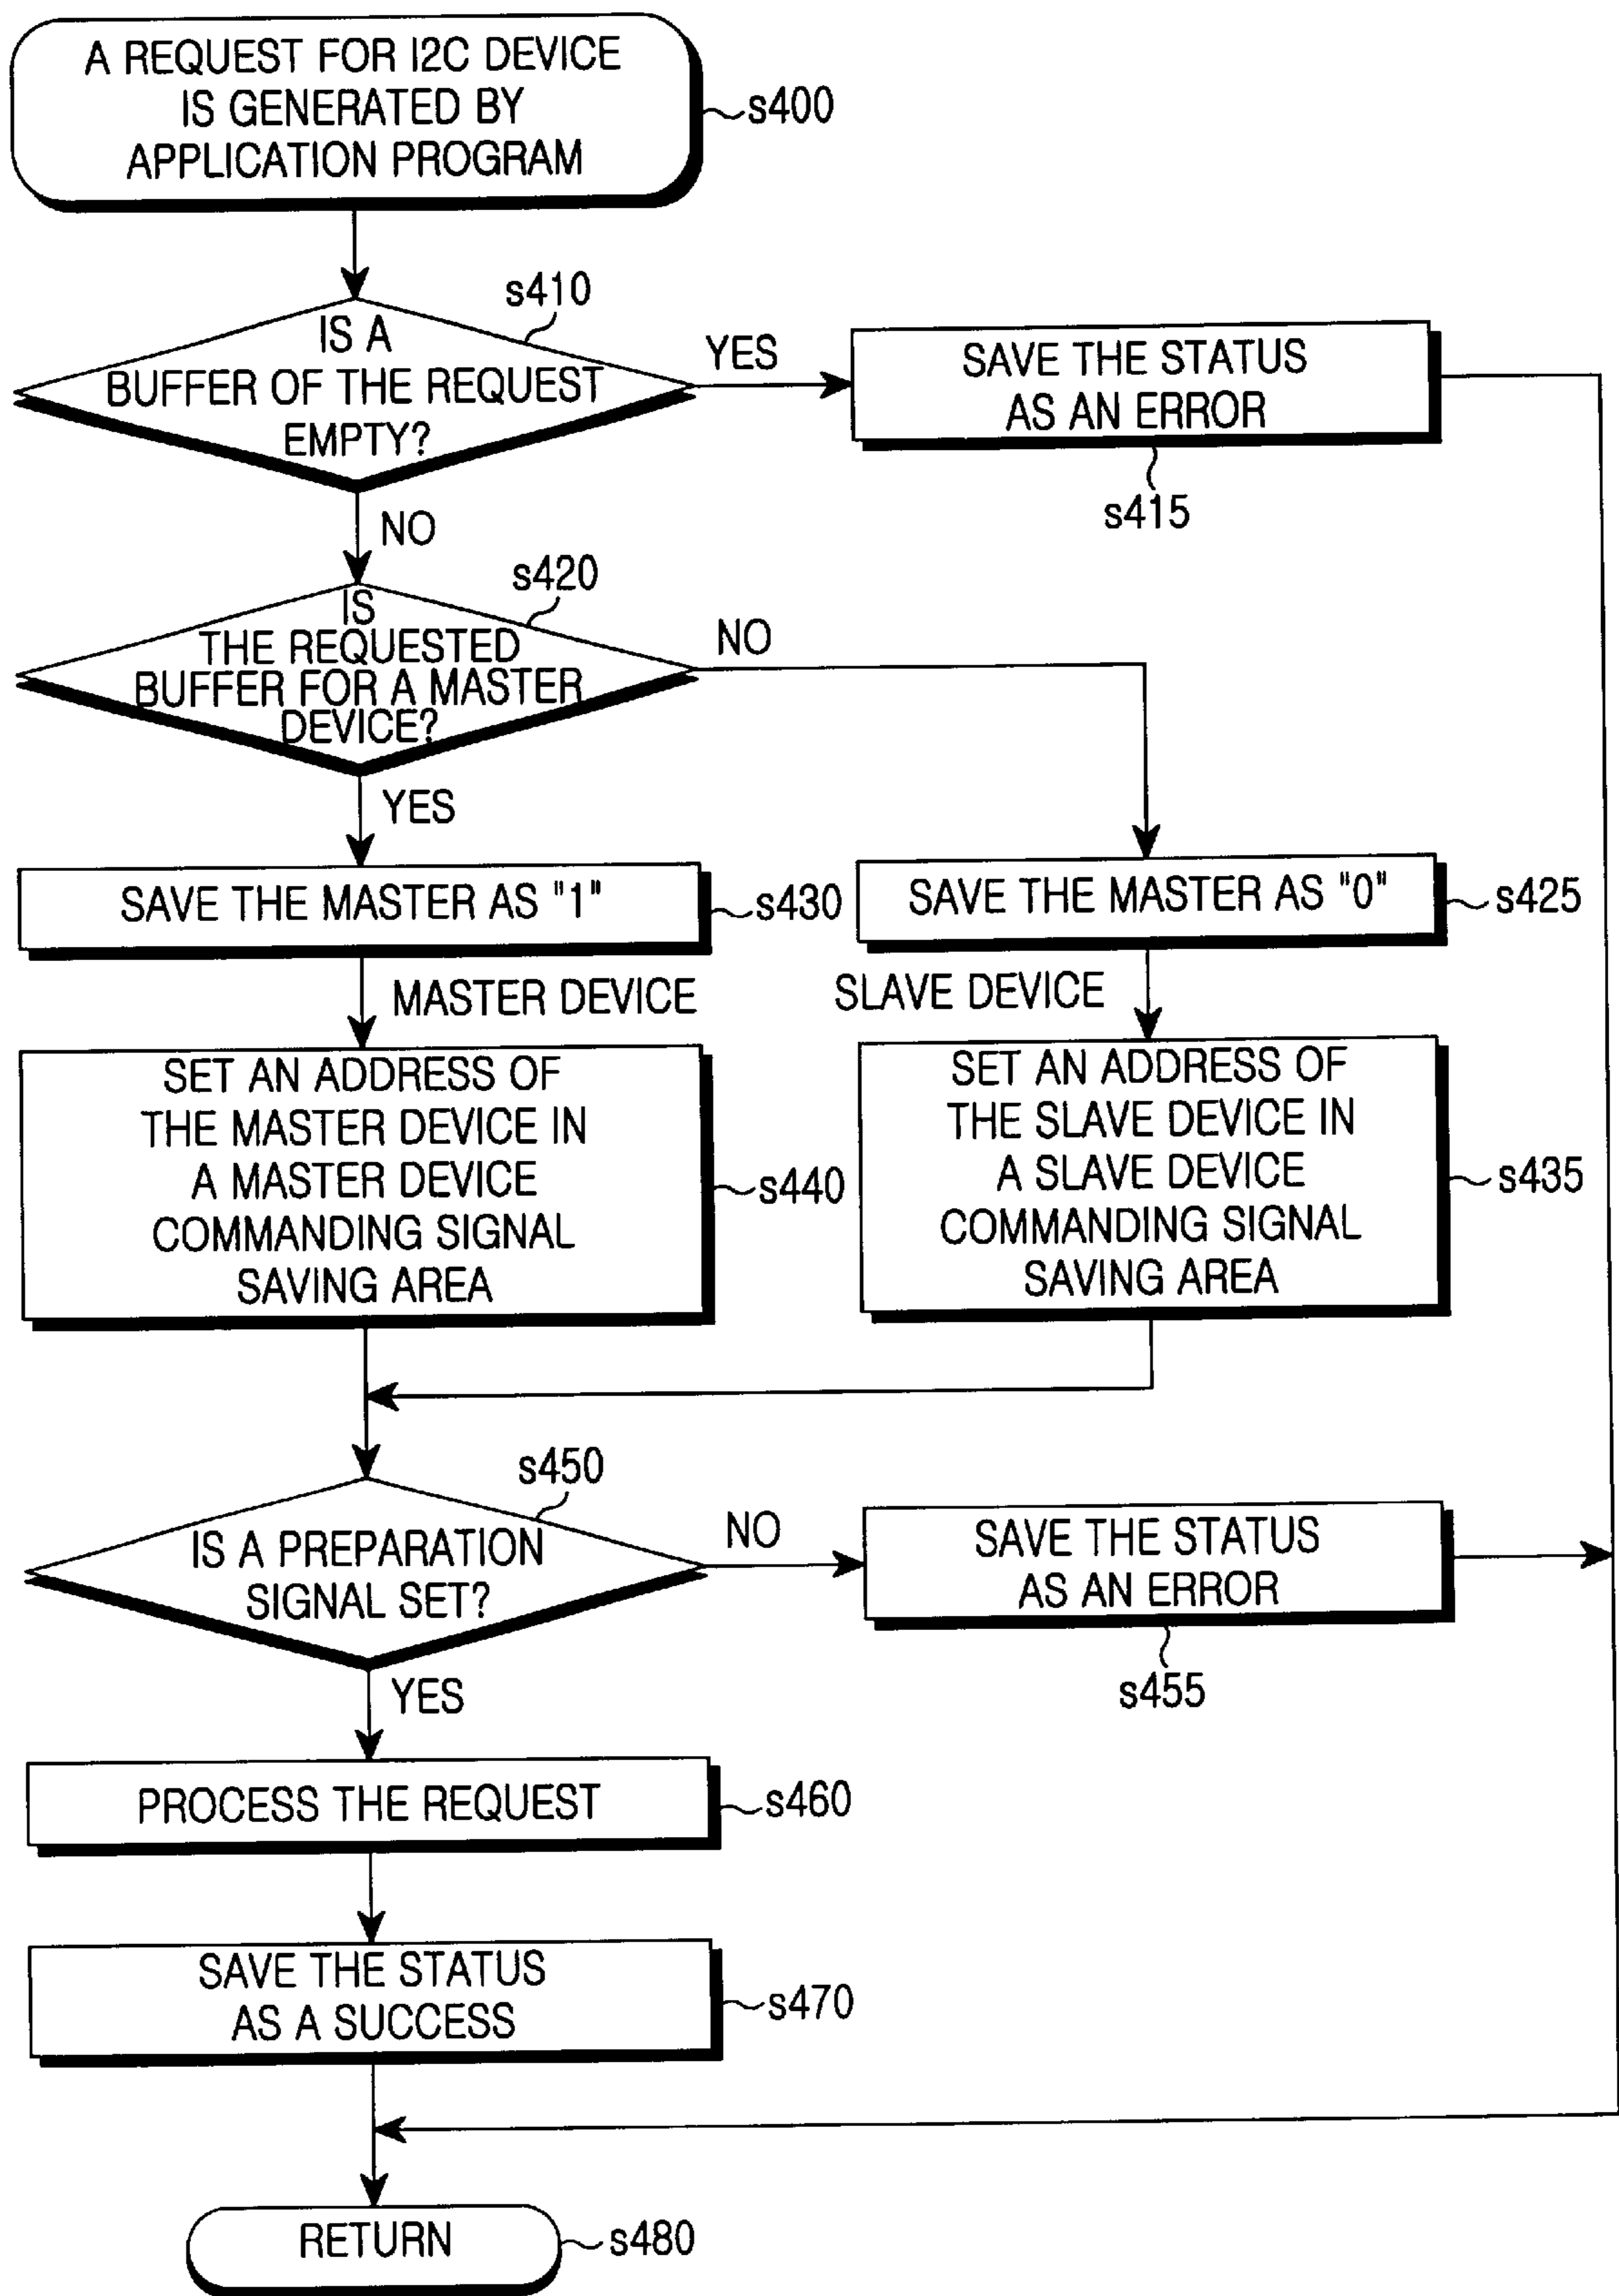 A REQUEST FOR I2C DEVICE
IS GENERATED BY
APPLICATION PROGRAM
s400
s410
IS A
BUFFER OF THE REQUEST
EMPTY?
YES
SAVE THE STATUS
AS AN ERROR
s415
NO
s420
IS
THE REQUESTED
BUFFER FOR A MASTER
DEVICE?
NO
YES
SAVE THE MASTER AS "1"
s430
SAVE THE MASTER AS "0"
s425
MASTER DEVICE
SLAVE DEVICE
SET AN ADDRESS OF
THE MASTER DEVICE IN
A MASTER DEVICE
COMMANDING SIGNAL
SAVING AREA
s440
SET AN ADDRESS OF
THE SLAVE DEVICE IN
A SLAVE DEVICE
COMMANDING SIGNAL
SAVING AREA
s435
s450
IS A PREPARATION
SIGNAL SET?
NO
SAVE THE STATUS
AS AN ERROR
s455
YES
PROCESS THE REQUEST
s460
SAVE THE STATUS
AS A SUCCESS
s470
RETURN
s480